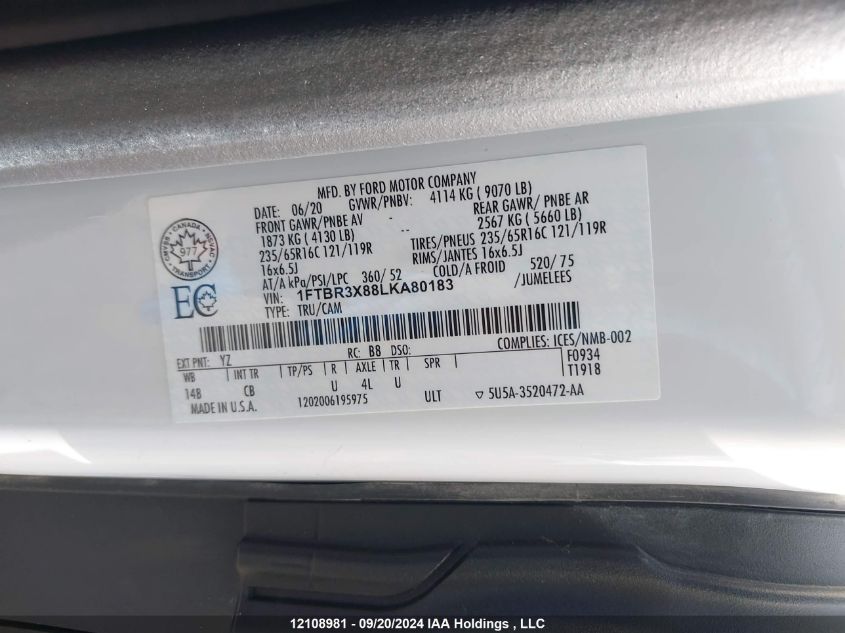 MFD. BY FORD MOTOR COMPANY
DATE: 06/20 GVWR/PNBV: 4114 KG ( 9070 LB)
FRONT GAWR/PNBE AV -- REAR GAWR/ PNBE AR
1873 KG ( 4130 LB) -- 2567 KG ( 5660 LB)
235/65R16C 121/119R TIRES/PNEUS 235/65R16C 121/119R
16x6.5J RIMS/JANTES 16x6.5J
AT/A kPa/PSI/LPC 360/ 52 COLD/A FROID 520/ 75
VIN: 1FTBR3X88LKA80183 /JUMELEES
TYPE: TRU/CAM
CMVSS · CANADA · NSVAC
977
TRANSPORT
EC
COMPLIES: ICES/NMB-002
EXT PNT: YZ RC: B8 DSO: F0934
WB INT TR TP/PS R AXLE TR SPR T1918
14B CB U 4L U
MADE IN U.S.A. 1202006195975 ULT ▽ 5U5A-3520472-AA
12108981 - 09/20/2024 IAA Holdings , LLC